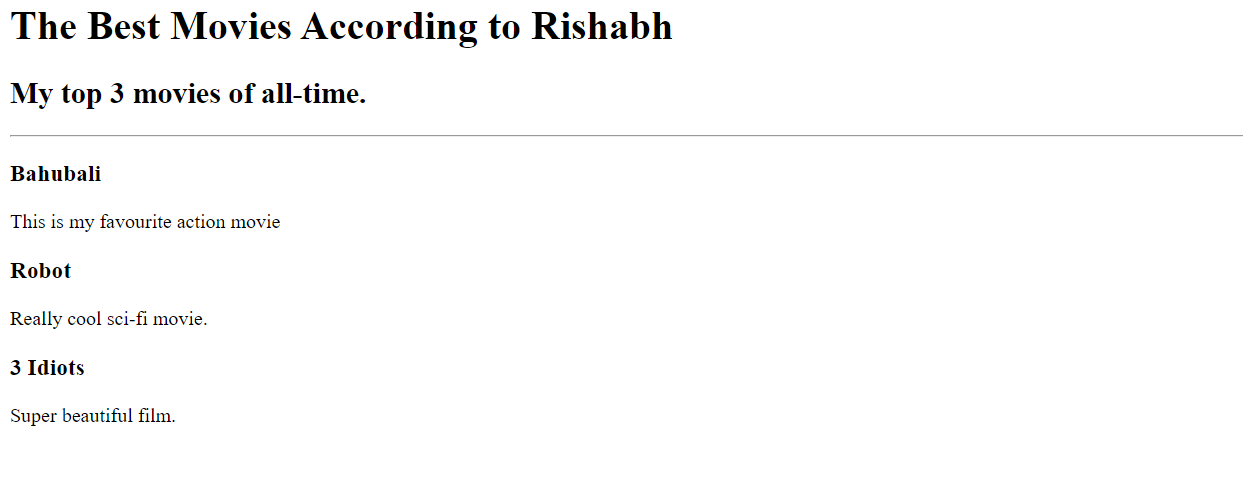 The Best Movies According to Rishabh
My top 3 movies of all-time.
Bahubali
This is my favourite action movie
Robot
Really cool sci-fi movie.
3 Idiots
Super beautiful film.